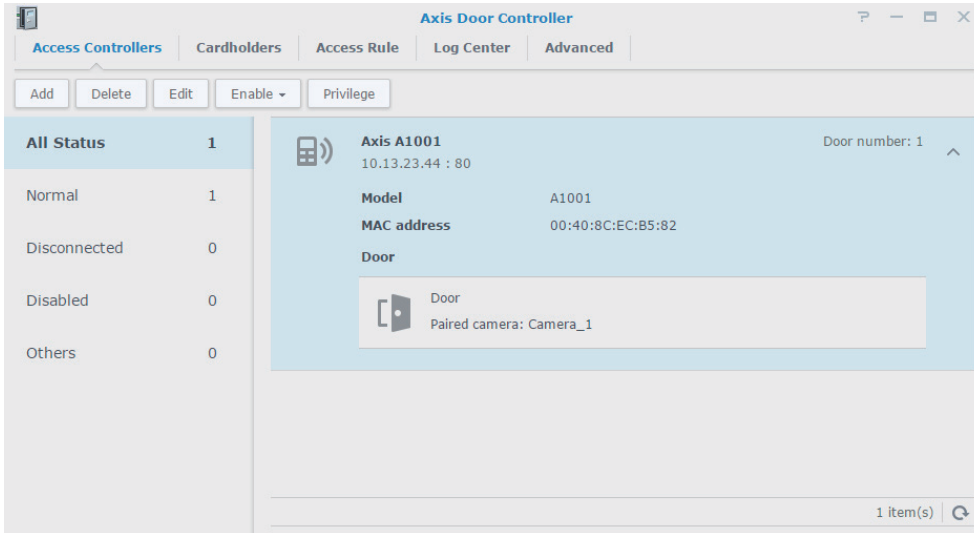 Axis Door Controller
Access Controllers Cardholders Access Rule Log Center Advanced
Add Delete Edit Enable Privilege
All Status 1
Normal 1
Disconnected 0
Disabled 0
Others 0
Axis A1001 Door number: 1
10.13.23.44 : 80
Model A1001
MAC address 00:40:8C:EC:B5:82
Door
Door
Paired camera: Camera_1
1 item(s)